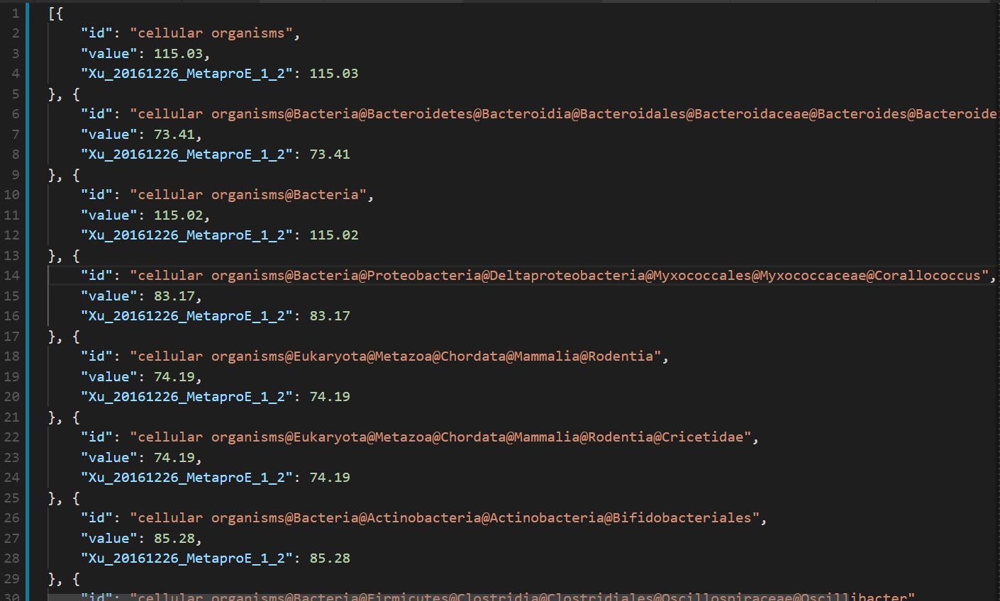 1 [{
2 "id": "cellular organisms",
3 "value": 115.03,
4 "Xu_20161226_MetaproE_1_2": 115.03
5 }, {
6 "id": "cellular organisms@Bacteria@Bacteroidetes@Bacteroidia@Bacteroidales@Bacteroidaceae@Bacteroides@Bacteroide
7 "value": 73.41,
8 "Xu_20161226_MetaproE_1_2": 73.41
9 }, {
10 "id": "cellular organisms@Bacteria",
11 "value": 115.02,
12 "Xu_20161226_MetaproE_1_2": 115.02
13 }, {
14 "id": "cellular organisms@Bacteria@Proteobacteria@Deltaproteobacteria@Myxococcales@Myxococcaceae@Corallococcus",
15 "value": 83.17,
16 "Xu_20161226_MetaproE_1_2": 83.17
17 }, {
18 "id": "cellular organisms@Eukaryota@Metazoa@Chordata@Mammalia@Rodentia",
19 "value": 74.19,
20 "Xu_20161226_MetaproE_1_2": 74.19
21 }, {
22 "id": "cellular organisms@Eukaryota@Metazoa@Chordata@Mammalia@Rodentia@Cricetidae",
23 "value": 74.19,
24 "Xu_20161226_MetaproE_1_2": 74.19
25 }, {
26 "id": "cellular organisms@Bacteria@Actinobacteria@Actinobacteria@Bifidobacteriales",
27 "value": 85.28,
28 "Xu_20161226_MetaproE_1_2": 85.28
29 }, {
30 "id": "cellular organisms@Bacteria@Firmicutes@Clostridia@Clostridiales@Oscillospiraceae@Oscillibacter"